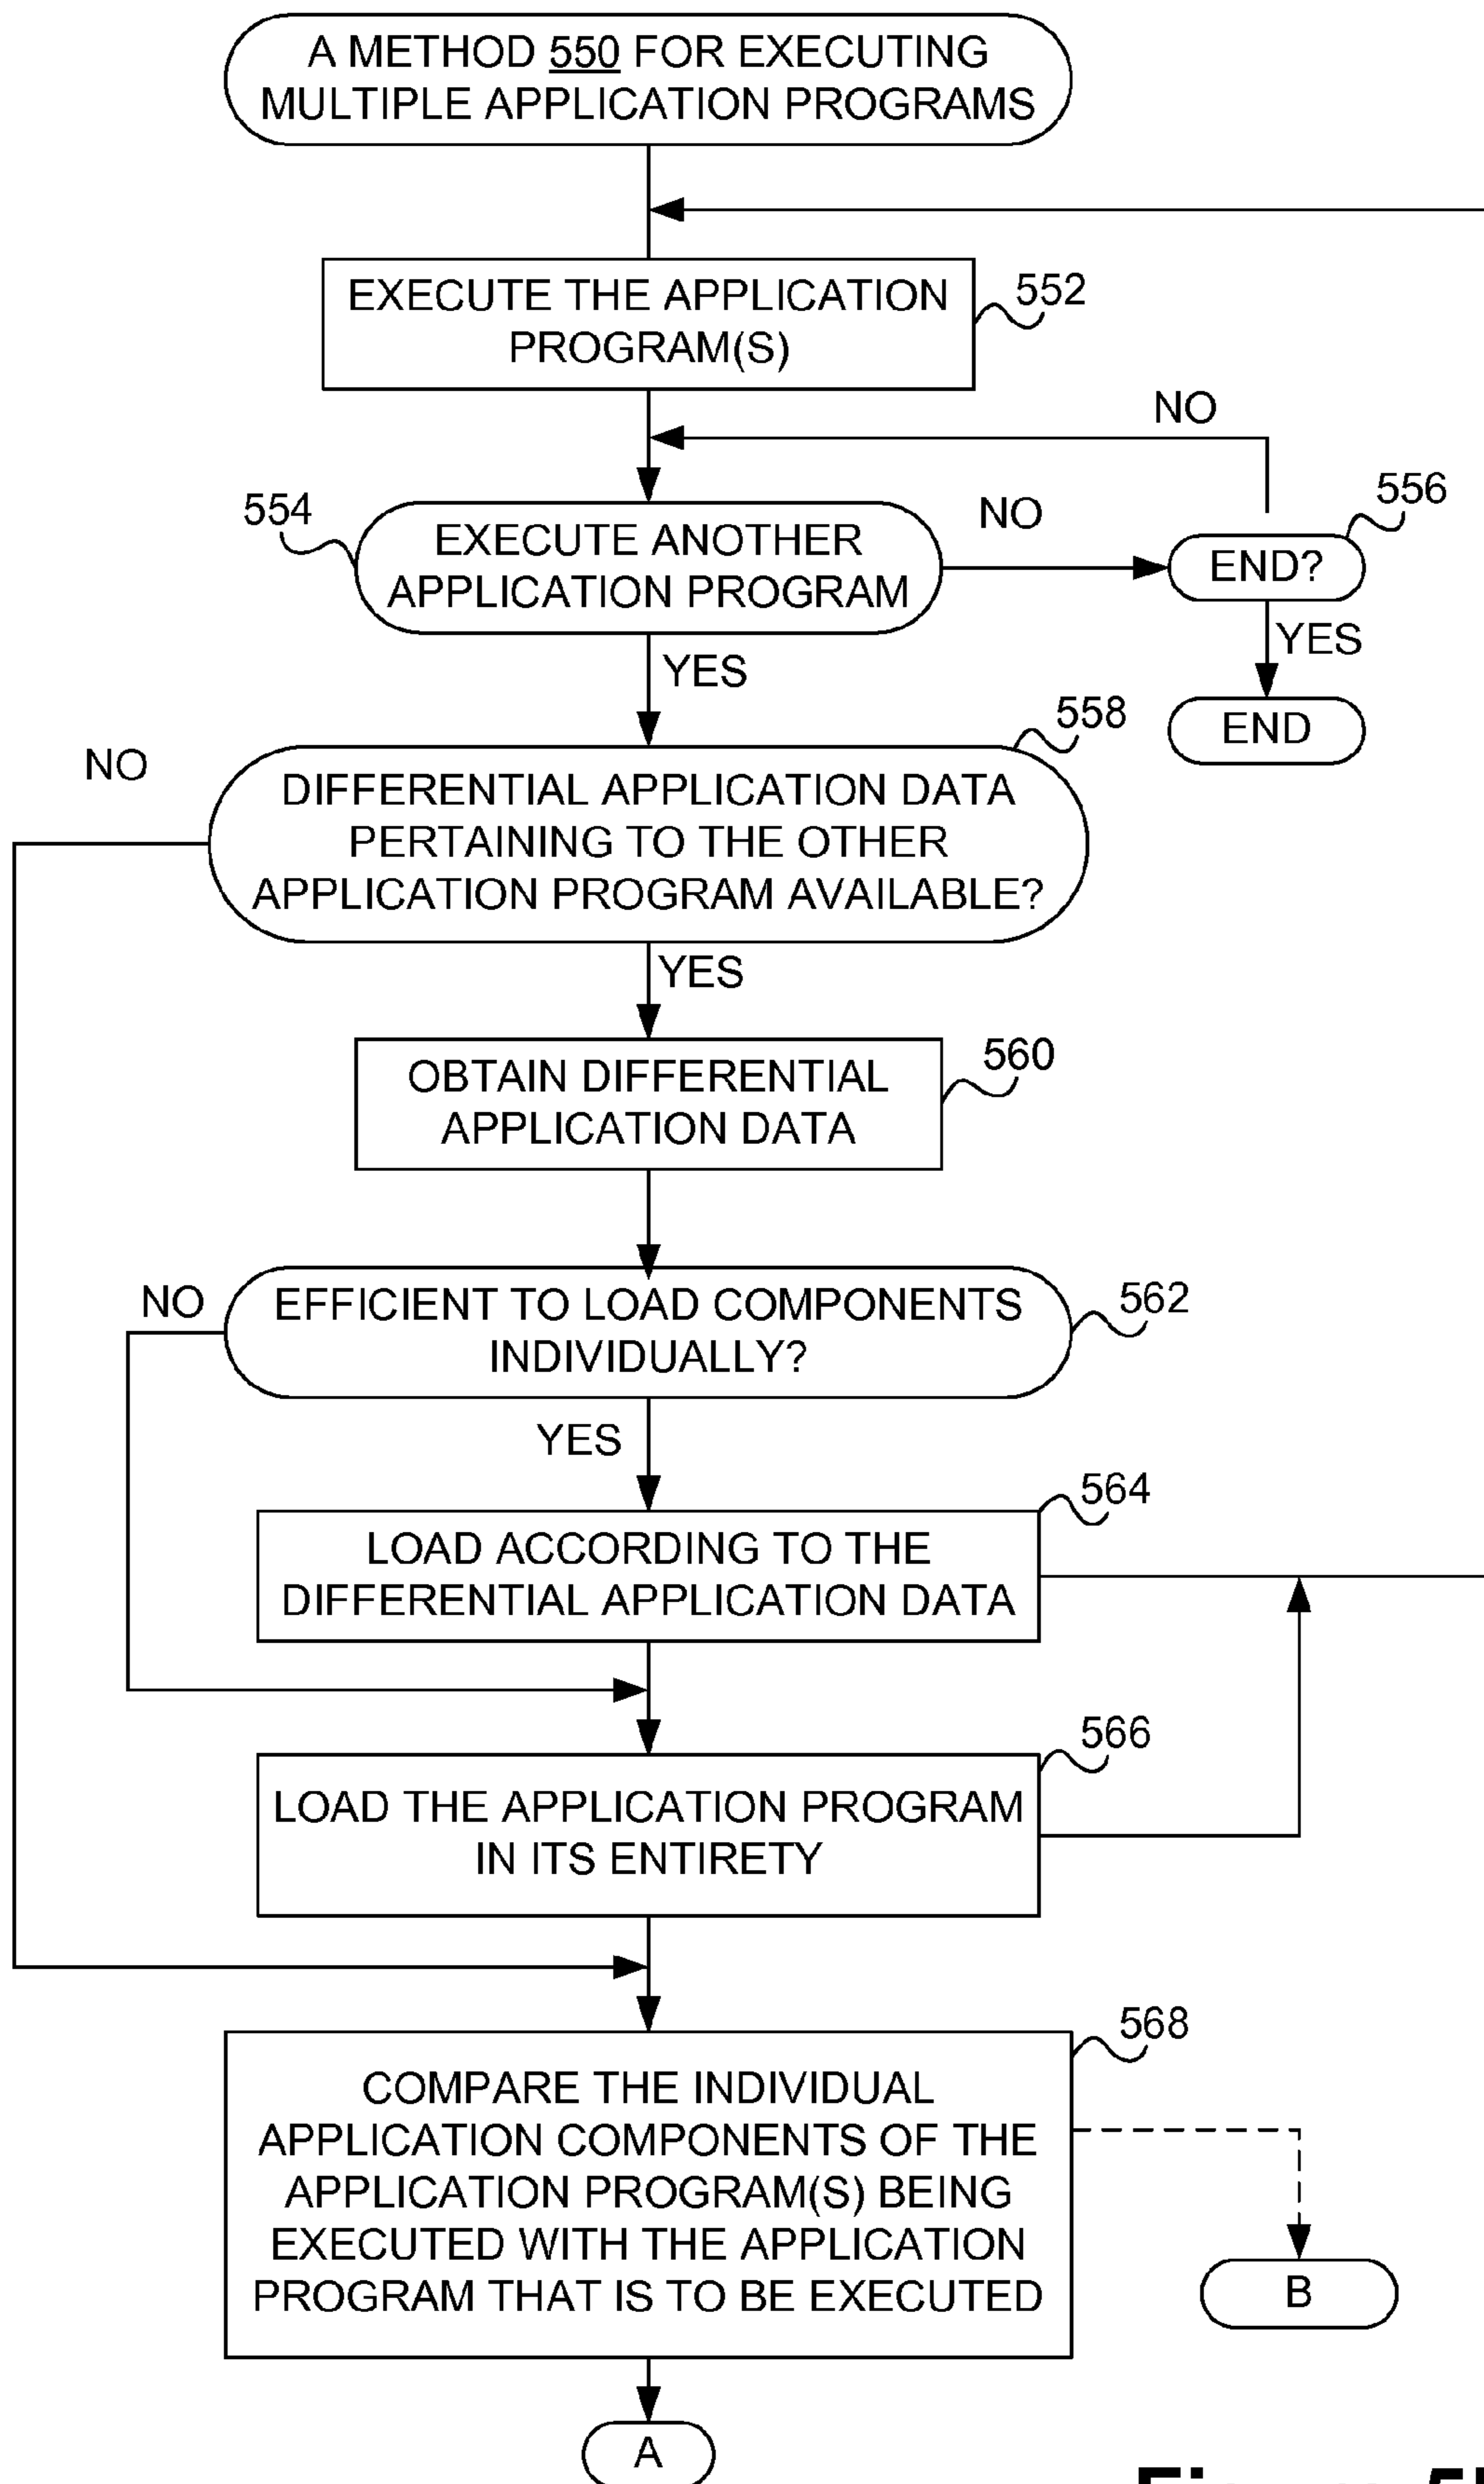 A METHOD 550 FOR EXECUTING
MULTIPLE APPLICATION PROGRAMS
EXECUTE THE APPLICATION
PROGRAM(S)
552
NO
554
EXECUTE ANOTHER
APPLICATION PROGRAM
NO
556
END?
YES
END
YES
558
NO
DIFFERENTIAL APPLICATION DATA
PERTAINING TO THE OTHER
APPLICATION PROGRAM AVAILABLE?
YES
560
OBTAIN DIFFERENTIAL
APPLICATION DATA
NO
EFFICIENT TO LOAD COMPONENTS
INDIVIDUALLY?
562
YES
564
LOAD ACCORDING TO THE
DIFFERENTIAL APPLICATION DATA
566
LOAD THE APPLICATION PROGRAM
IN ITS ENTIRETY
568
COMPARE THE INDIVIDUAL
APPLICATION COMPONENTS OF THE
APPLICATION PROGRAM(S) BEING
EXECUTED WITH THE APPLICATION
PROGRAM THAT IS TO BE EXECUTED
B
A